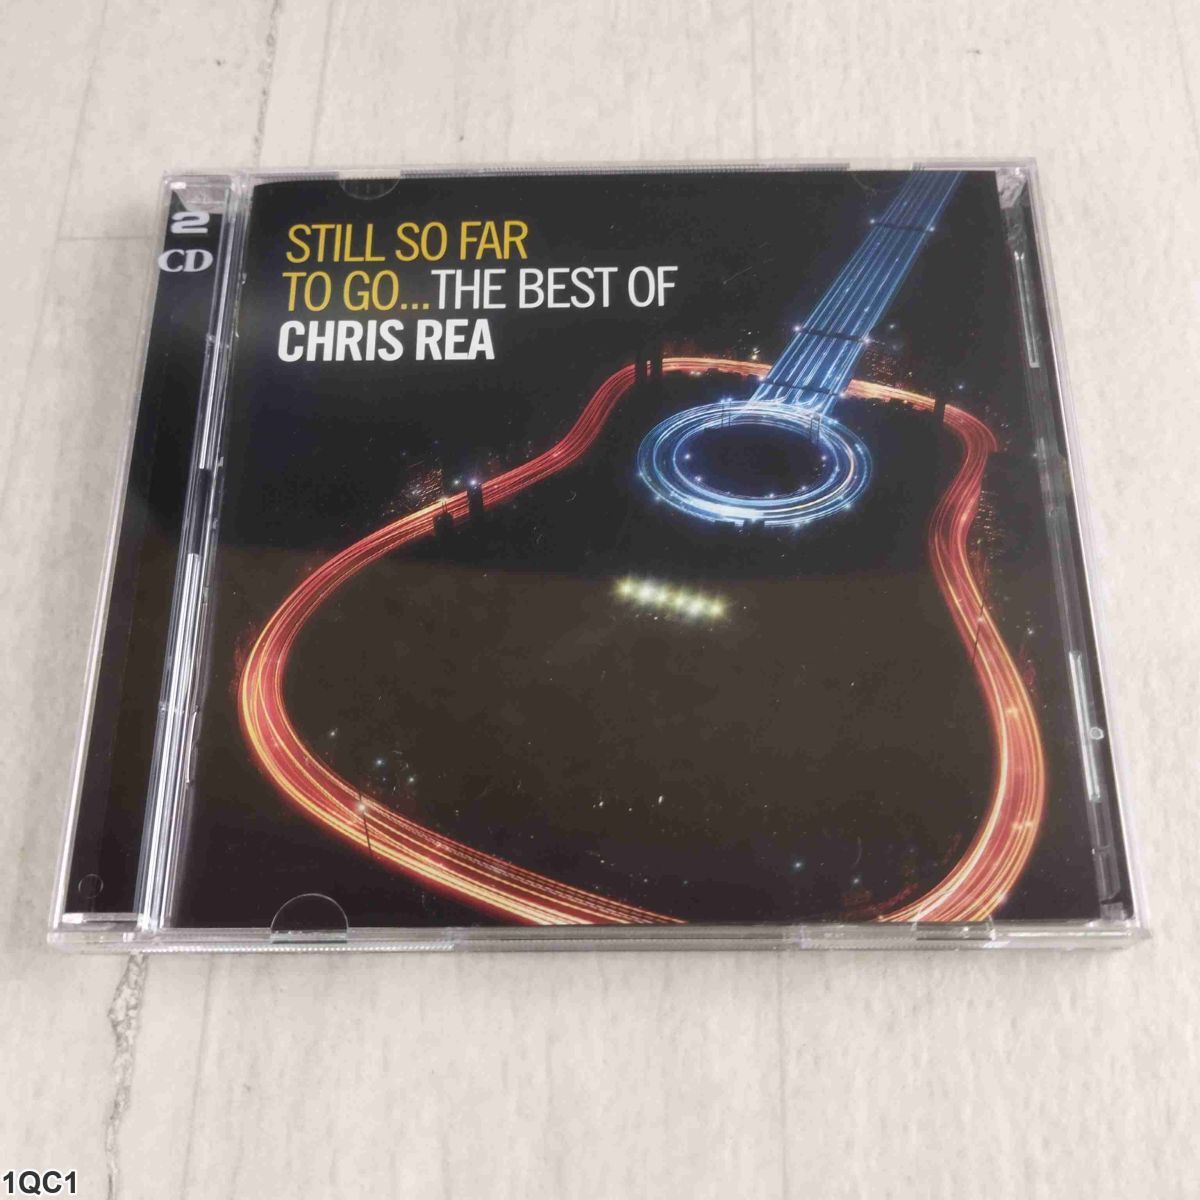 2
CD
STILL SO FAR
TO GO...THE BEST OF
CHRIS REA
1QC1